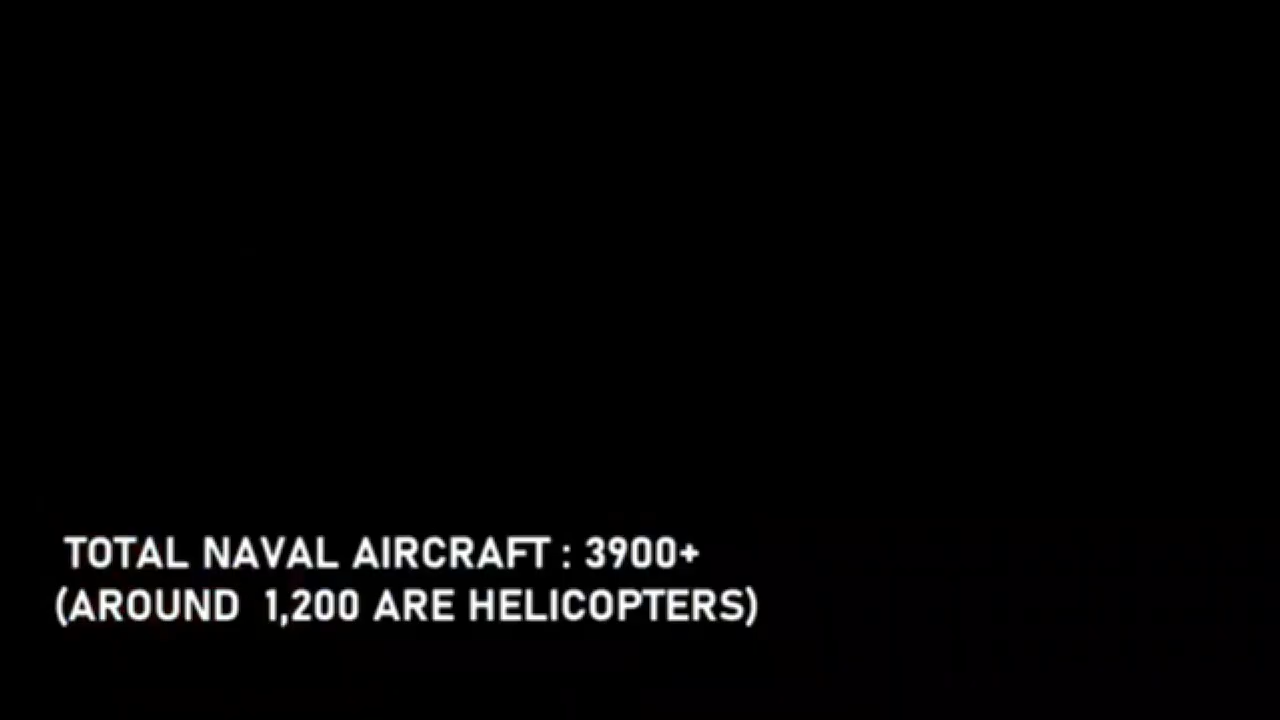 TOTAL NAVAL AIRCRAFT : 3900+
(AROUND 1,200 ARE HELICOPTERS)